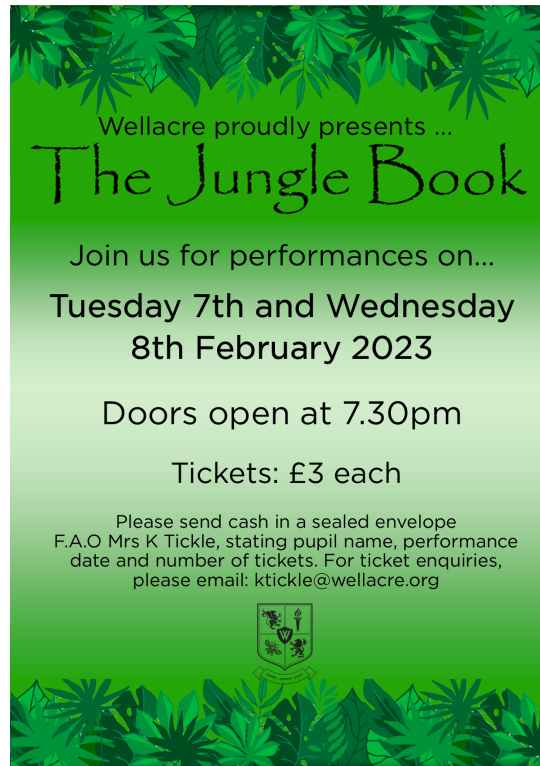 Wellacre proudly presents ...
The Jungle Book
Join us for performances on...
Tuesday 7th and Wednesday
8th February 2023
Doors open at 7.30pm
Tickets: £3 each
Please send cash in a sealed envelope
F.A.O Mrs K Tickle, stating pupil name, performance
date and number of tickets. For ticket enquiries,
please email: ktickle@wellacre.org
W